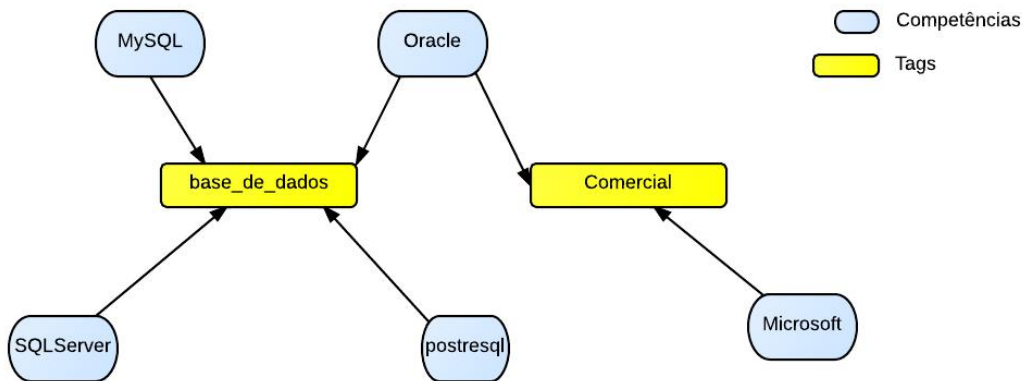 MySQL
Oracle
Competências
Tags
base_de_dados
Comercial
SQLServer
postresql
Microsoft